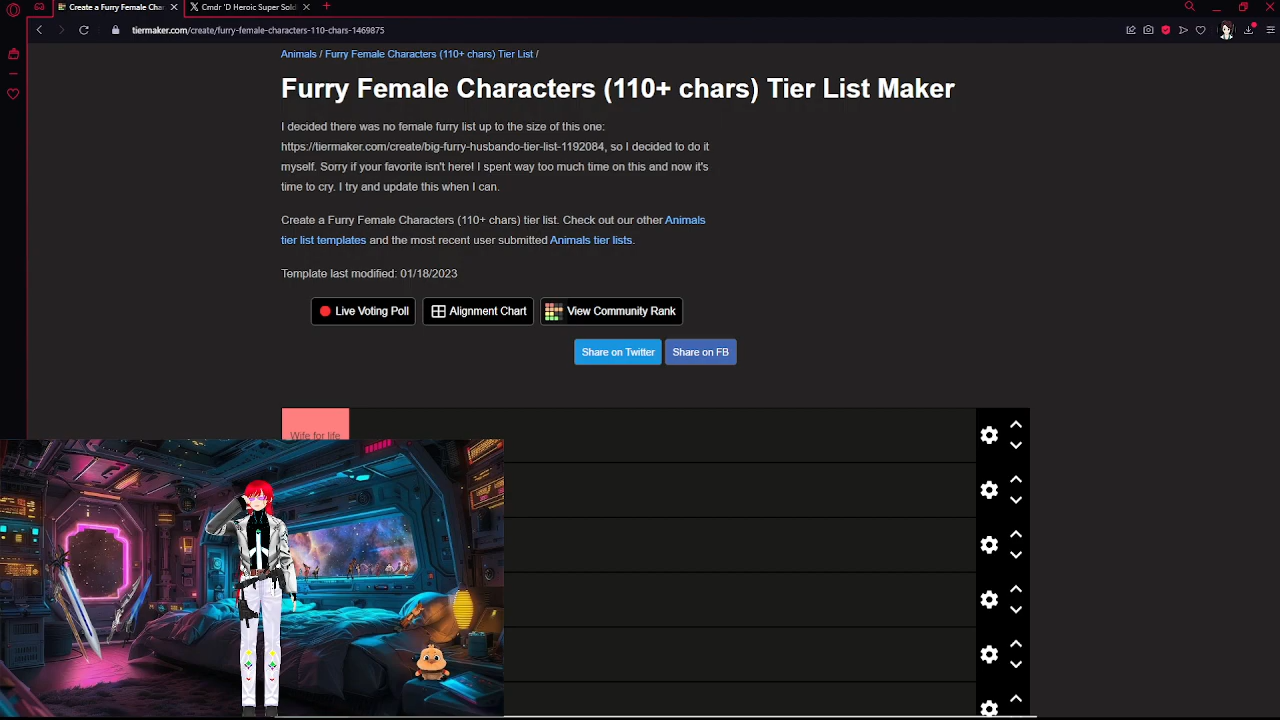 Create a Furry Female Char
Cmdr 'D Heroic Super Sold
tiermaker.com/create/furry-female-characters-110-chars-1469875
Animals / Furry Female Characters (110+ chars) Tier List /
Furry Female Characters (110+ chars) Tier List Maker
I decided there was no female furry list up to the size of this one:
https://tiermaker.com/create/big-furry-husbando-tier-list-1192084, so I decided to do it
myself. Sorry if your favorite isn't here! I spent way too much time on this and now it's
time to cry. I try and update this when I can.
Create a Furry Female Characters (110+ chars) tier list. Check out our other Animals
tier list templates and the most recent user submitted Animals tier lists.
Template last modified: 01/18/2023
Live Voting Poll
Alignment Chart
View Community Rank
Share on Twitter
Share on FB
Wife for life